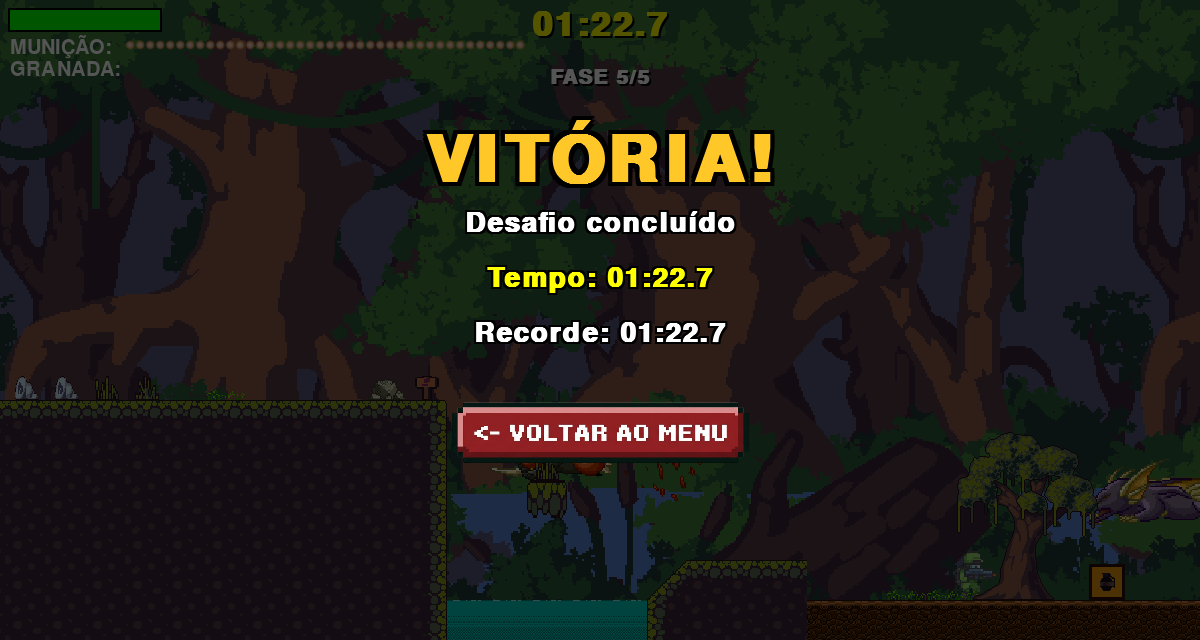 01:22.7
MUNIÇÃO:
GRANADA:
FASE 5/5
VITÓRIA!
Desafio concluído
Tempo: 01:22.7
Recorde: 01:22.7
<- VOLTAR AO MENU